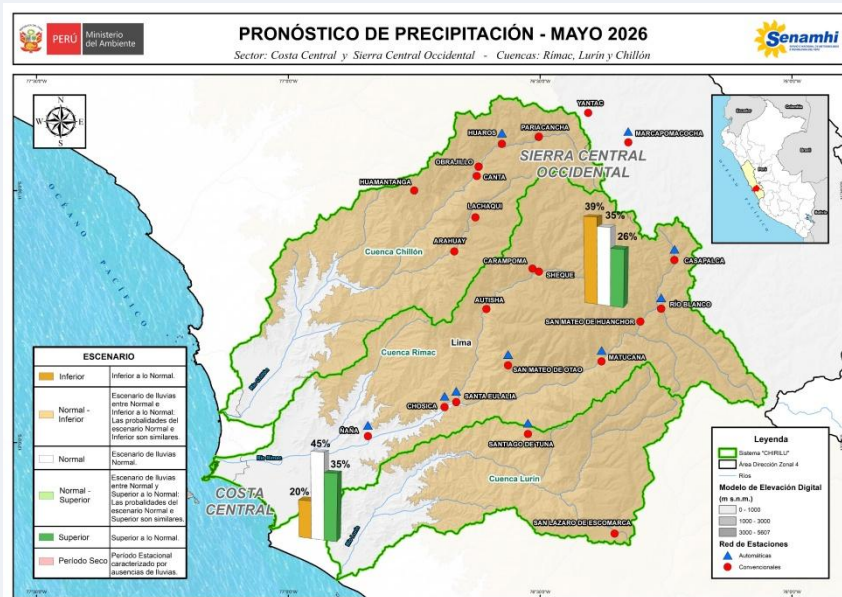 PERÚ
Ministerio
del Ambiente
PRONÓSTICO DE PRECIPITACIÓN - MAYO 2026
Sector: Costa Central y Sierra Central Occidental - Cuencas: Rímac, Lurín y Chillón
Senamhi
N
W
E
S
OCÉANO PACÍFICO
YANTAC
PARIACANCHA
HUAROS
MARCAPOMACOCHA
SIERRA CENTRAL
OCCIDENTAL
OBRAJILLO
CANTA
HUAMANTANGA
LACHAQUI
39%
35%
26%
ARAHUAY
Cuenca Chillón
CARAMPOMA
SHEQUE
CASAPALCA
AUTISHA
RÍO BLANCO
SAN MATEO DE HUANCHOR
Lima
Cuenca Rímac
SAN MATEO DE OTAO
MATUCANA
CHOSICA
SANTA EULALIA
ÑAÑA
SANTIAGO DE TUNA
Río Rímac
45%
35%
20%
COSTA
CENTRAL
Cuenca Lurín
SAN LAZARO DE ESCOMARCA
ESCENARIO
Inferior
Inferior a lo Normal.
Normal -
Inferior
Escenario de lluvias
entre Normal e
Inferior a lo Normal:
Las probabilidades del
escenario Normal e
Inferior son similares.
Normal
Escenario de lluvias
Normal.
Normal -
Superior
Escenario de lluvias
entre Normal y
Superior a lo Normal:
Las probabilidades del
escenario Normal e
Superior son similares.
Superior
Superior a lo Normal.
Período Seco
Período Estacional
caracterizado por
ausencias de lluvias.
Leyenda
Sistema "CHIRILU"
Área Dirección Zonal 4
Ríos
Modelo de Elevación Digital
(m s.n.m.)
0 - 1000
1000 - 3000
3000 - 5607
Red de Estaciones
Automáticas
Convencionales